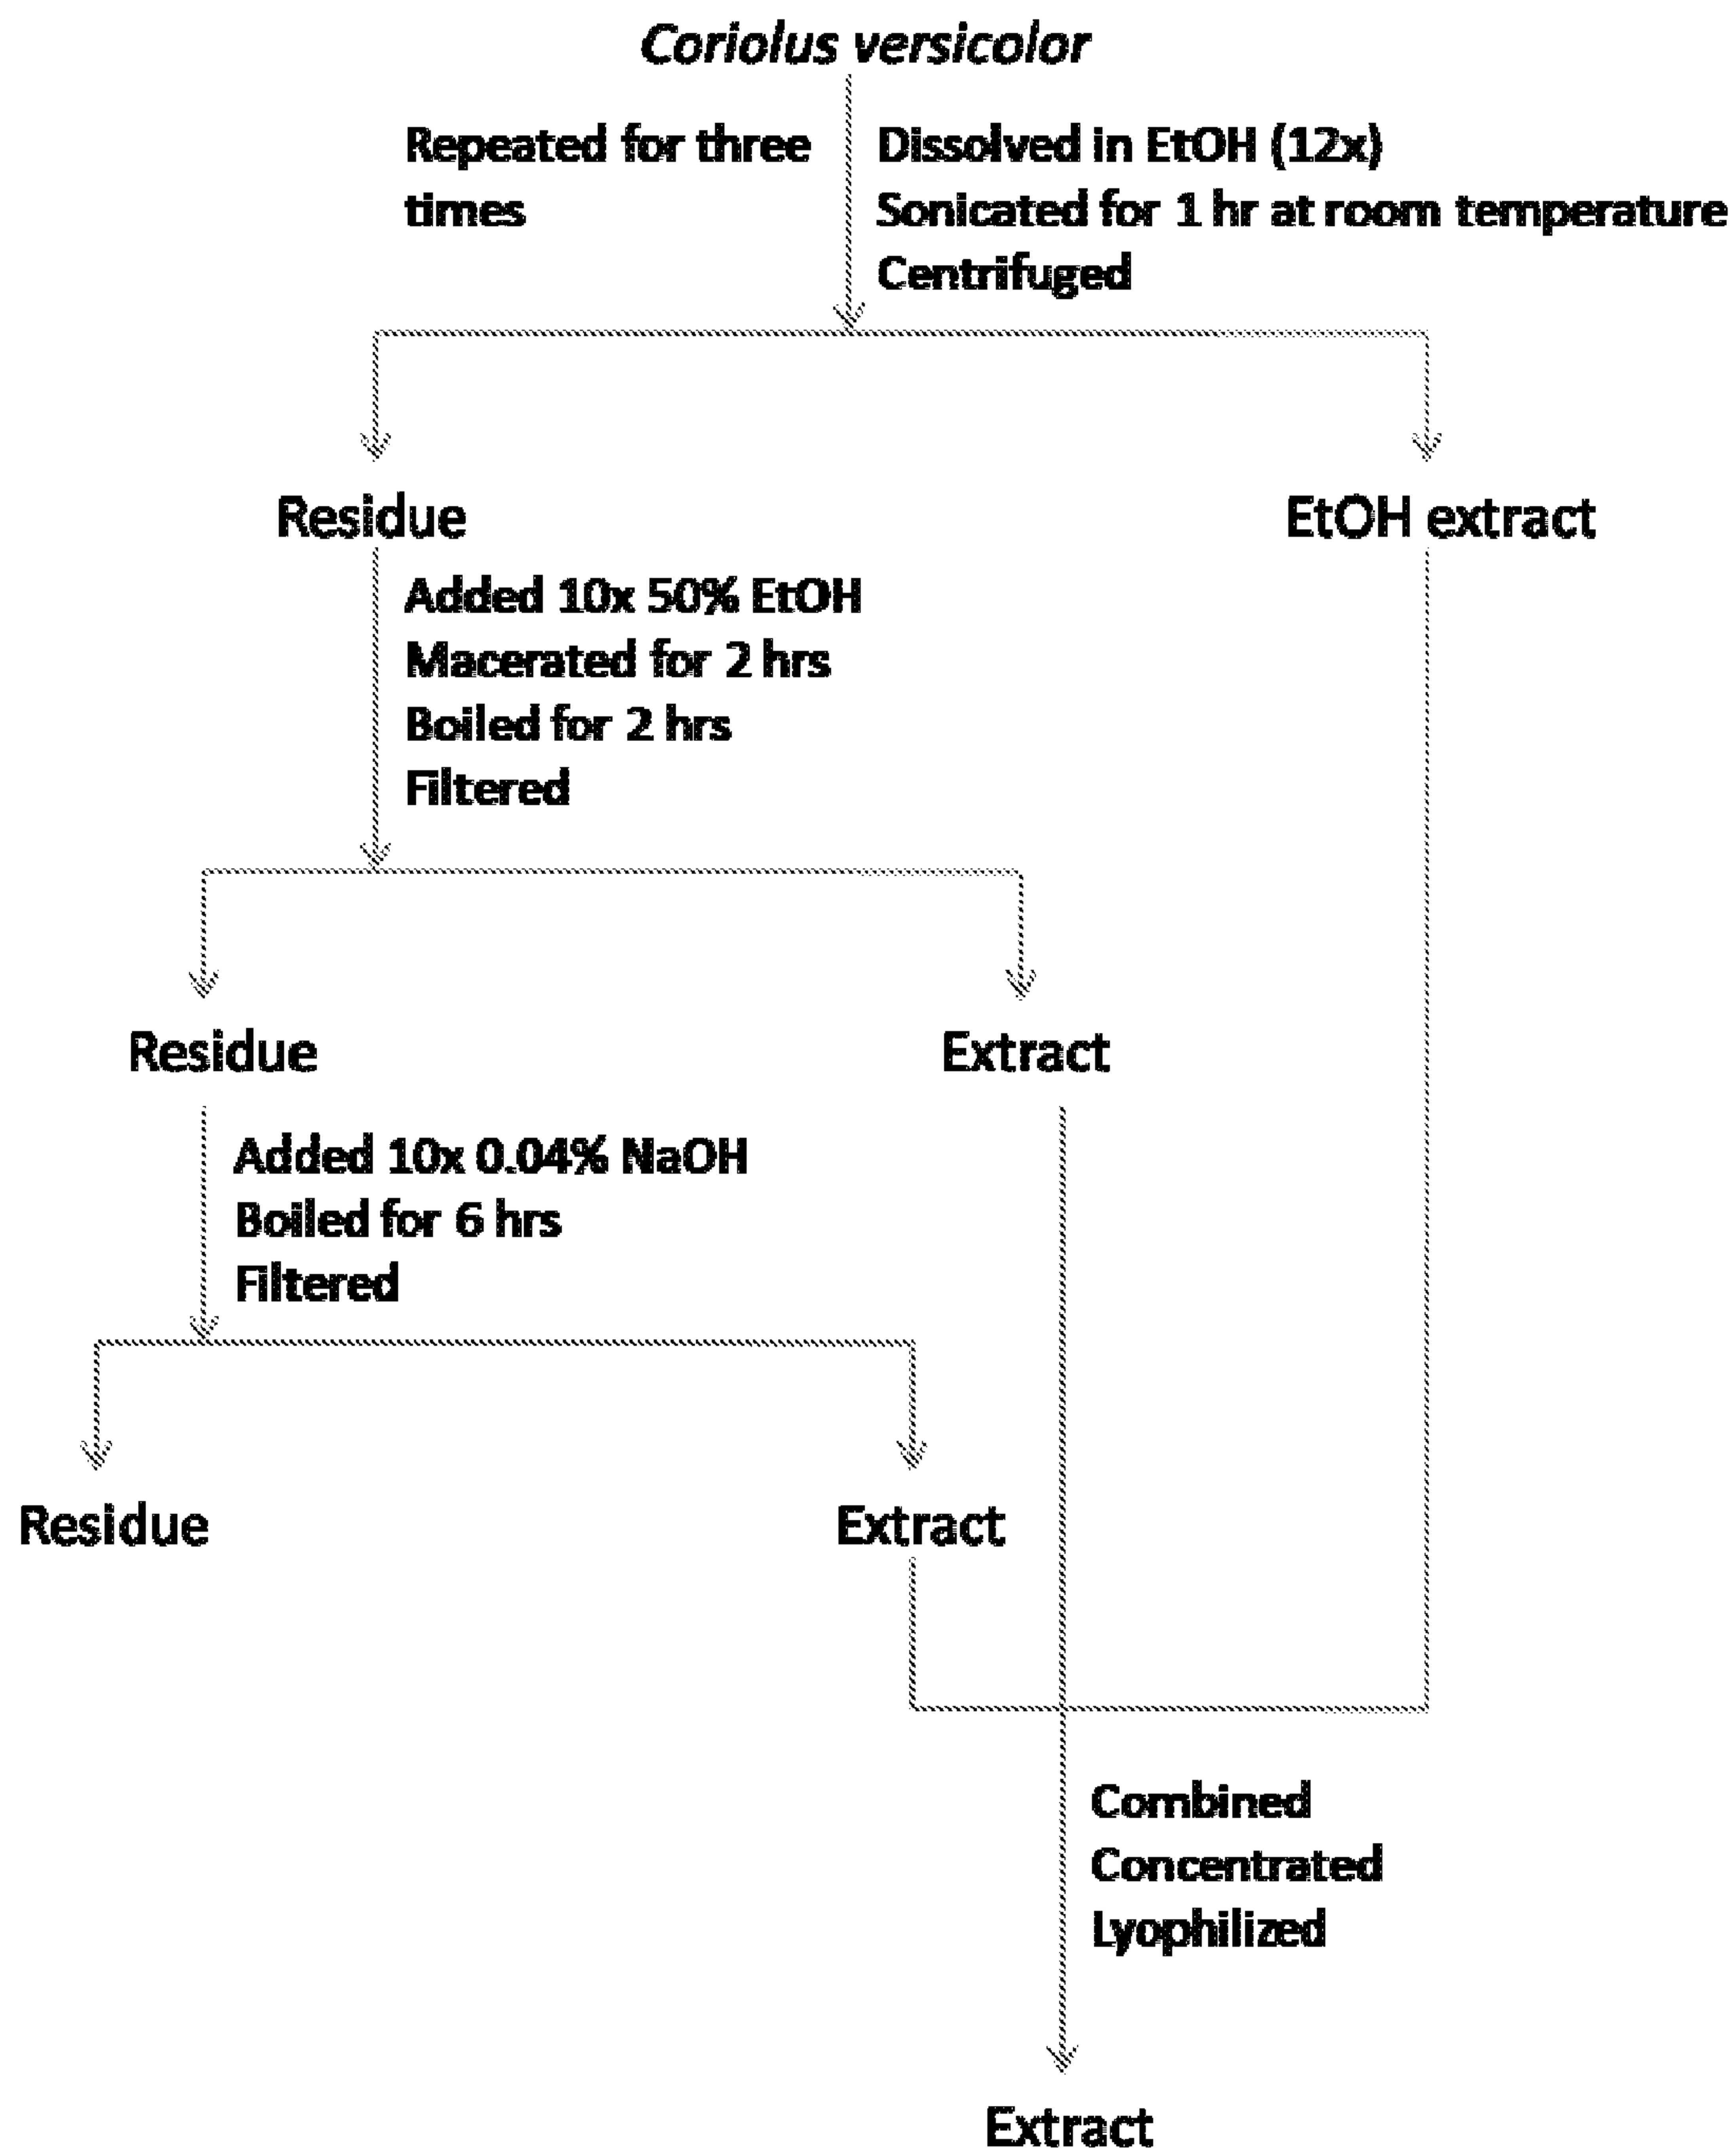 Coriolus versicolor
Repeated for three
times
Dissolved in EtOH (12x)
Sonicated for 1 hr at room temperature
Centrifuged
Residue
EtOH extract
Added 10x 50% EtOH
Macerated for 2 hrs
Boiled for 2 hrs
Filtered
Residue
Extract
Added 10x 0.04% NaOH
Boiled for 6 hrs
Filtered
Residue
Extract
Combined
Concentrated
Lyophilized
Extract